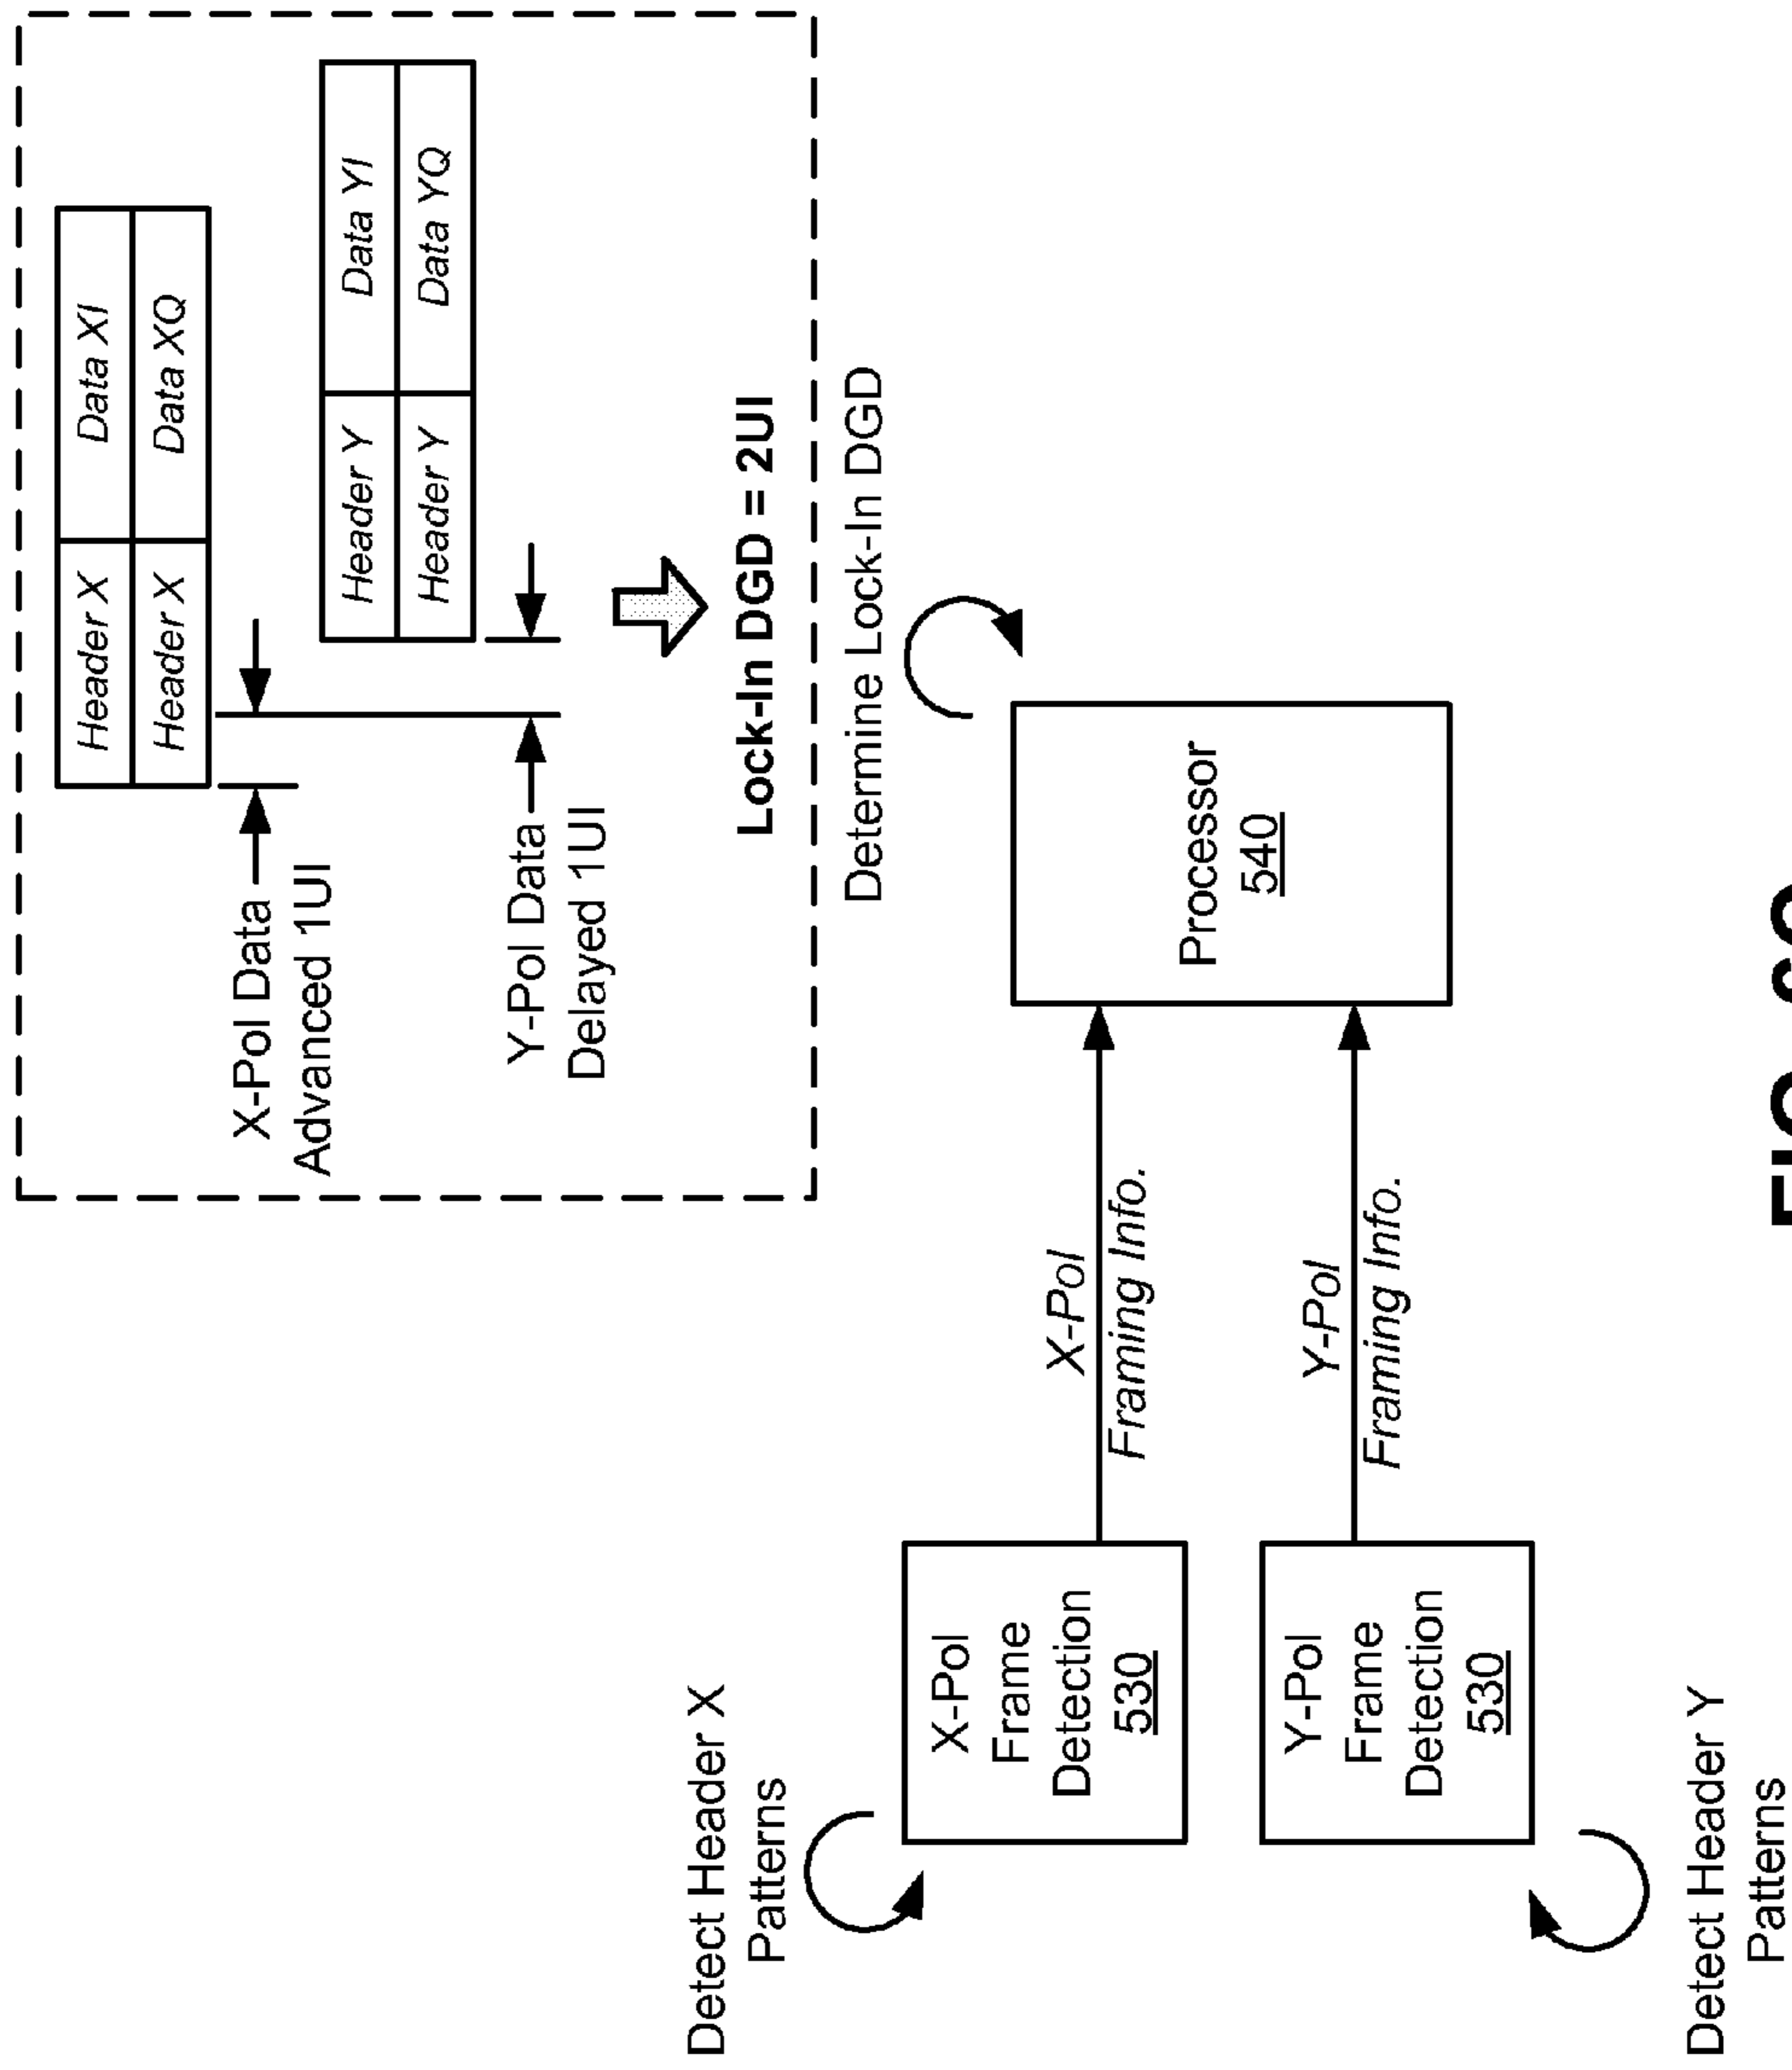 Header X
Data XI
Header X
Data XQ
X-Pol Data
Advanced 1UI
Header Y
Data YI
Header Y
Data YQ
Y-Pol Data
Delayed 1UI
Lock-In DGD = 2UI
Determine Lock-In DGD
Detect Header X
Patterns
X-Pol
Frame
Detection
530
X-Pol
Framing Info.
Processor
540
Y-Pol
Frame
Detection
530
Y-Pol
Framing Info.
Detect Header Y
Patterns